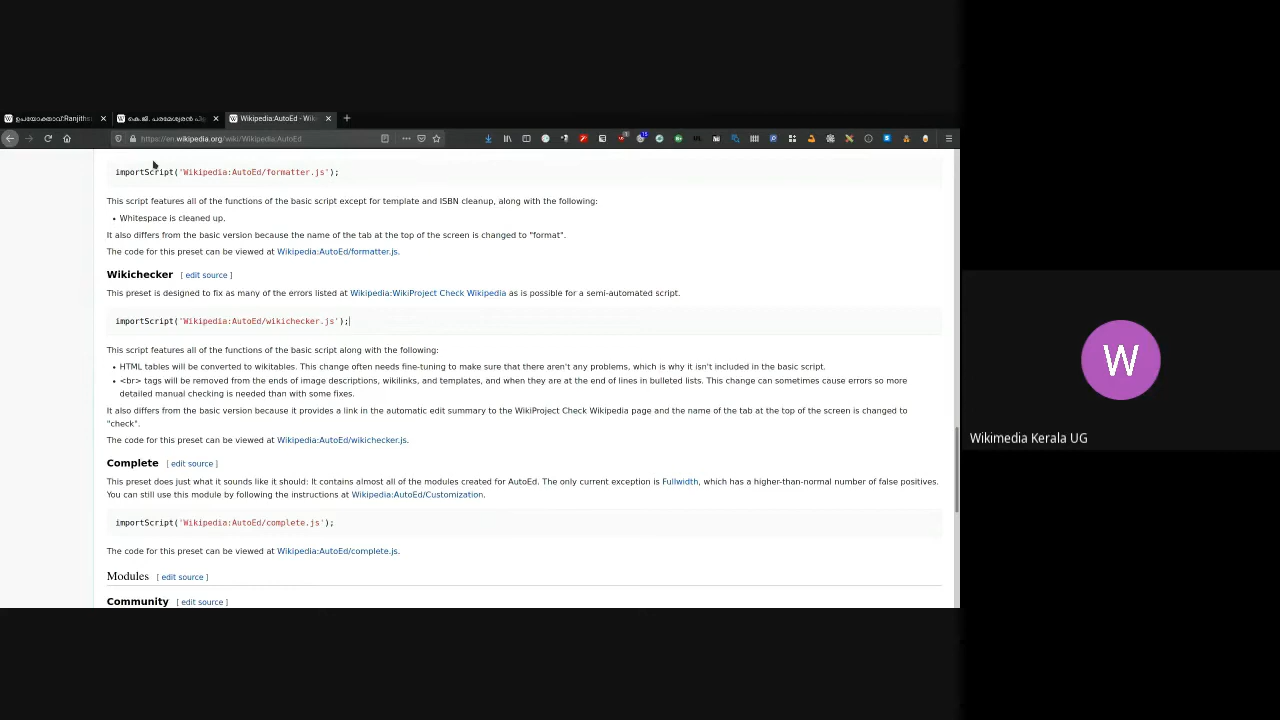 ഉപയോക്താവ്:Ranjiths
കെ.ജി. പരമേശ്വരൻ പിള
Wikipedia:AutoEd - Wiki
https://en.wikipedia.org/wiki/Wikipedia:AutoEd
importScript('Wikipedia:AutoEd/formatter.js');
This script features all of the functions of the basic script except for template and ISBN cleanup, along with the following:
• Whitespace is cleaned up.
It also differs from the basic version because the name of the tab at the top of the screen is changed to "format".
The code for this preset can be viewed at Wikipedia:AutoEd/formatter.js.
Wikichecker [ edit source ]
This preset is designed to fix as many of the errors listed at Wikipedia:WikiProject Check Wikipedia as is possible for a semi-automated script.
importScript('Wikipedia:AutoEd/wikichecker.js');
This script features all of the functions of the basic script along with the following:
• HTML tables will be converted to wikitables. This change often needs fine-tuning to make sure that there aren't any problems, which is why it isn't included in the basic script.
• <br> tags will be removed from the ends of image descriptions, wikilinks, and templates, and when they are at the end of lines in bulleted lists. This change can sometimes cause errors so more
detailed manual checking is needed than with some fixes.
It also differs from the basic version because it provides a link in the automatic edit summary to the WikiProject Check Wikipedia page and the name of the tab at the top of the screen is changed to
"check".
The code for this preset can be viewed at Wikipedia:AutoEd/wikichecker.js.
Complete [ edit source ]
This preset does just what it sounds like it should: It contains almost all of the modules created for AutoEd. The only current exception is Fullwidth, which has a higher-than-normal number of false positives.
You can still use this module by following the instructions at Wikipedia:AutoEd/Customization.
importScript('Wikipedia:AutoEd/complete.js');
The code for this preset can be viewed at Wikipedia:AutoEd/complete.js.
Modules [ edit source ]
Community [ edit source ]
W
Wikimedia Kerala UG